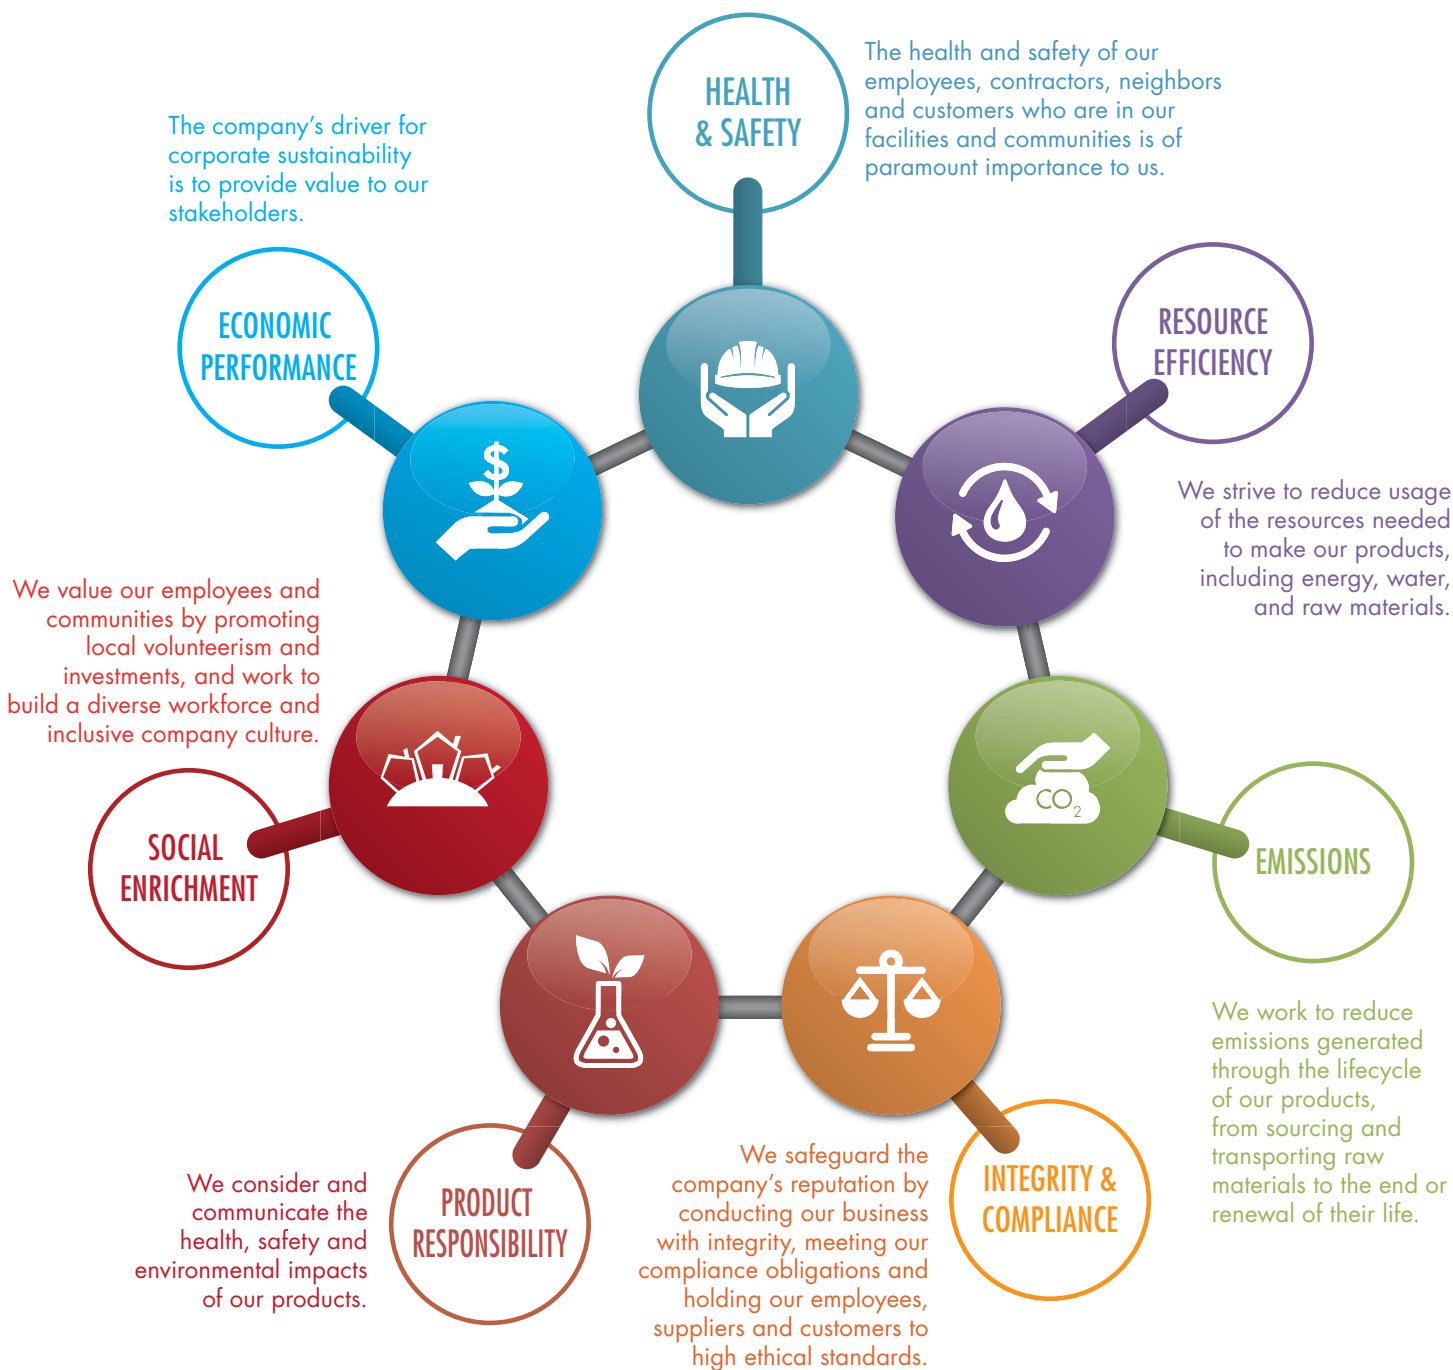 HEALTH
& SAFETY
The health and safety of our
employees, contractors, neighbors
and customers who are in our
facilities and communities is of
paramount importance to us.
The company’s driver for
corporate sustainability
is to provide value to our
stakeholders.
ECONOMIC
PERFORMANCE
$
RESOURCE
EFFICIENCY
We strive to reduce usage
of the resources needed
to make our products,
including energy, water,
and raw materials.
We value our employees and
communities by promoting
local volunteerism and
investments, and work to
build a diverse workforce and
inclusive company culture.
SOCIAL
ENRICHMENT
CO2
EMISSIONS
We work to reduce
emissions generated
through the lifecycle
of our products,
from sourcing and
transporting raw
materials to the end or
renewal of their life.
INTEGRITY &
COMPLIANCE
We safeguard the
company’s reputation by
conducting our business
with integrity, meeting our
compliance obligations and
holding our employees,
suppliers and customers to
high ethical standards.
PRODUCT
RESPONSIBILITY
We consider and
communicate the
health, safety and
environmental impacts
of our products.